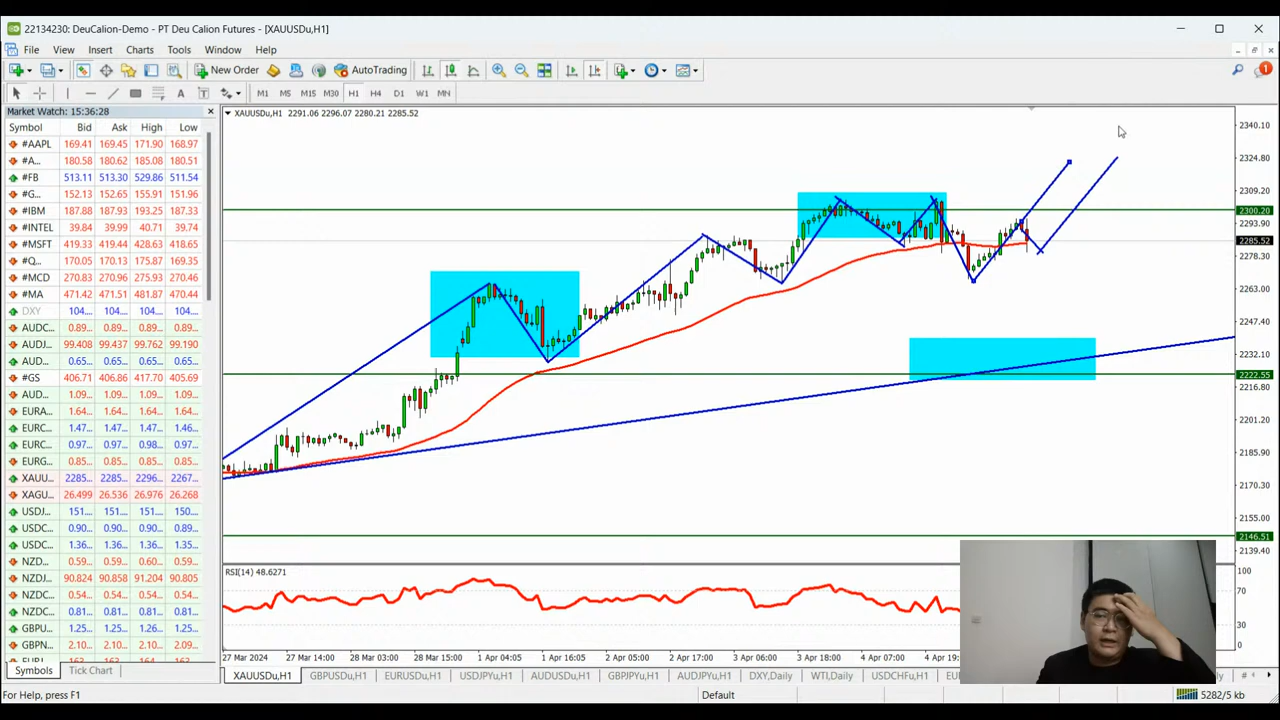 22134230: DeuCalion-Demo - PT Deu Calion Futures - [XAUUSDu,H1]
File View Insert Charts Tools Window Help
New Order AutoTrading 1
A T M1 M5 M15 M30 H1 H4 D1 W1 MN
Market Watch: 15:36:28
Symbol Bid Ask High Low
#AAPL 169.41 169.45 171.90 168.97
#A... 180.58 180.62 185.08 180.51
#FB 513.11 513.30 529.86 511.54
#G... 152.13 152.65 155.91 152.63
#IBM 187.88 187.93 193.25 187.33
#INTEL 39.84 39.99 40.71 39.74
#MSFT 419.33 419.44 428.63 418.65
#Q... 170.05 170.13 175.87 169.35
#MCD 270.83 270.96 275.93 270.46
#MA 471.42 471.51 481.87 470.44
DXY 104.... 104.... 104.... 104....
AUDC... 0.89... 0.89... 0.89... 0.89...
AUDJ... 99.408 99.437 99.762 99.190
AUD... 0.65... 0.65... 0.65... 0.65...
#GS 406.71 406.86 417.70 405.69
AUD... 1.09... 1.09... 1.09... 1.09...
EURA... 1.64... 1.64... 1.64... 1.64...
EURC... 1.47... 1.47... 1.47... 1.46...
EURC... 0.97... 0.97... 0.98... 0.97...
EURG... 0.85... 0.85... 0.85... 0.85...
XAUU... 2285... 2285... 2296... 2267...
XAGU... 26.499 26.536 26.976 26.268
USDJ... 151.... 151.... 151.... 150....
USDC... 0.90... 0.90... 0.90... 0.89...
USDC... 1.36... 1.36... 1.36... 1.35...
NZD... 0.59... 0.59... 0.60... 0.59...
NZDJ... 90.824 90.858 91.204 90.805
NZDC... 0.54... 0.54... 0.54... 0.54...
NZDC... 0.81... 0.81... 0.81... 0.81...
GBPU... 1.25... 1.25... 1.26... 1.25...
GBPN... 2.10... 2.10... 2.10... 2.09...
Symbols Tick Chart
XAUUSDu,H1 2291.06 2296.07 2280.21 2285.52
2340.10
2324.80
2309.20
2300.20
2293.90
2285.52
2278.30
2263.00
2247.40
2232.10
2222.55
2216.80
2201.20
2185.90
2170.30
2155.00
2146.51
2139.40
RSI(14) 48.6271
100
70
30
0
27 Mar 2024 27 Mar 14:00 28 Mar 03:00 28 Mar 15:00 1 Apr 04:05 1 Apr 16:05 2 Apr 05:00 2 Apr 17:00 3 Apr 06:00 3 Apr 18:00 4 Apr 07:00 4 Apr 19:
XAUUSDu,H1 GBPUSDu,H1 EURUSDu,H1 USDJPYu,H1 AUDUSDu,H1 GBPJPYu,H1 AUDJPYu,H1 DXY,Daily WTI,Daily USDCHFu,H1
For Help, press F1 Default 5282/5 kb